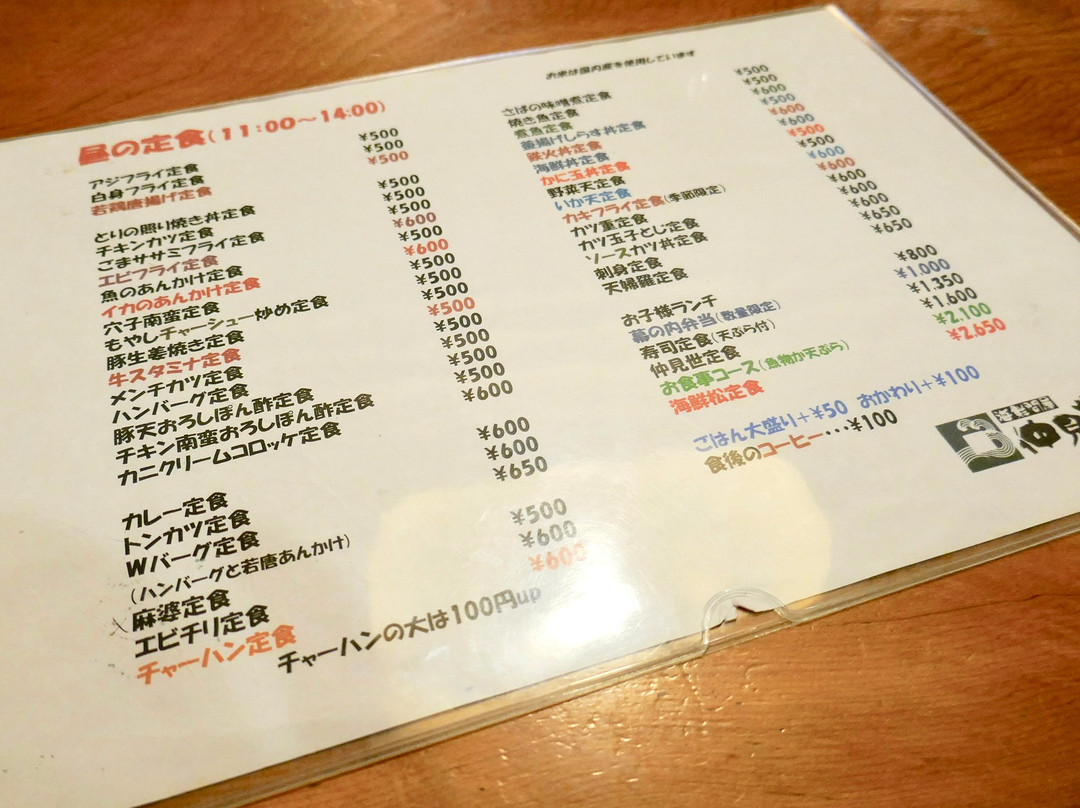 昼の定食(11:00～14:00)
アジフライ定食 ¥500
白身フライ定食 ¥500
若鶏唐揚げ定食 ¥500
とりの照り焼き丼定食 ¥500
チキンカツ定食 ¥500
ごまササミフライ定食 ¥500
エビフライ定食 ¥600
魚のあんかけ定食 ¥500
イカのあんかけ定食 ¥600
穴子南蛮定食 ¥500
もやしチャーシュー炒め定食 ¥500
豚生姜焼き定食 ¥500
牛スタミナ定食 ¥500
メンチカツ定食 ¥500
ハンバーグ定食 ¥500
豚天おろしぽん酢定食 ¥500
チキン南蛮おろしぽん酢定食 ¥500
カニクリームコロッケ定食 ¥600
カレー定食 ¥600
トンカツ定食 ¥600
Wバーグ定食 ¥650
(ハンバーグと若唐あんかけ)
麻婆定食 ¥500
エビチリ定食 ¥600
チャーハン定食 ¥600
チャーハンの大は100円up
お米は国内産を使用しています
さばの味噌煮定食 ¥500
焼き魚定食 ¥500
煮魚定食 ¥600
釜揚げしらす丼定食 ¥500
鉄火丼定食 ¥600
海鮮丼定食 ¥600
かに玉丼定食 ¥500
野菜天定食 ¥500
いか天定食 ¥600
カキフライ定食(季節限定) ¥600
カツ重定食 ¥600
カツ玉子とじ定食 ¥600
ソースカツ丼定食 ¥600
刺身定食 ¥650
天婦羅定食 ¥650
お子様ランチ ¥800
幕の内弁当(数量限定) ¥1,000
寿司定食(天ぷら付) ¥1,350
仲見世定食 ¥1,600
お食事コース(魚物か天ぷら) ¥2,100
海鮮松定食 ¥2,650
ごはん大盛り+¥50 おかわり+¥100
食後のコーヒー・・・¥100